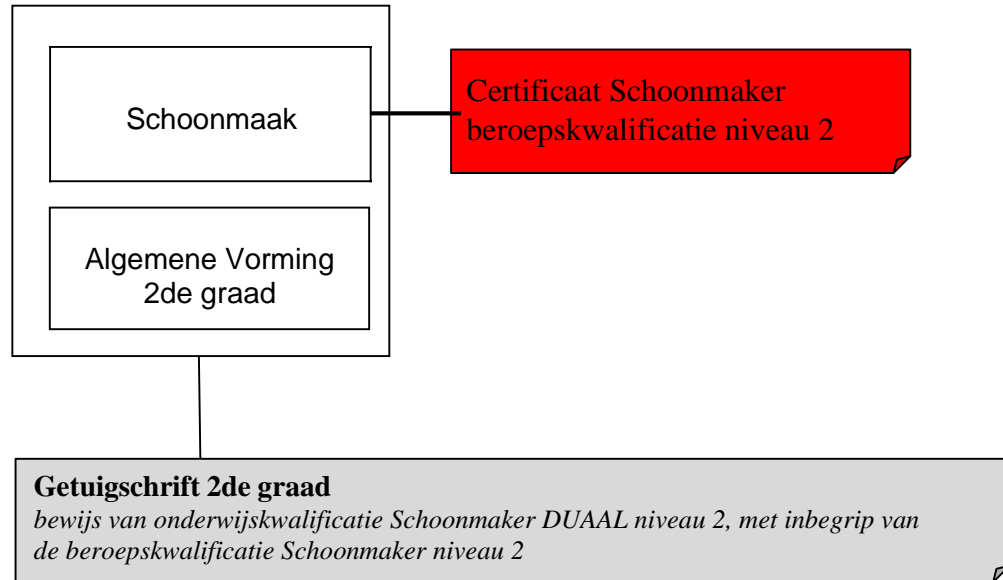 Schoonmaak
Certificaat Schoonmaker
beroepskwalificatie niveau 2
Algemene Vorming
2de graad
Getuigschrift 2de graad
bewijs van onderwijskwalificatie Schoonmaker DUAAL niveau 2, met inbegrip van
de beroepskwalificatie Schoonmaker niveau 2